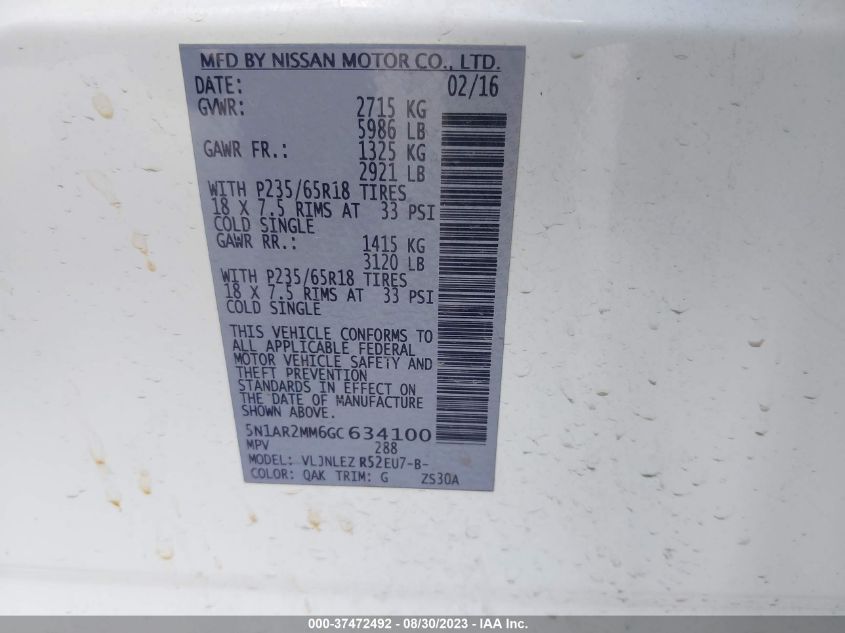 MFD BY NISSAN MOTOR CO., LTD.
DATE: 02/16
GVWR: 2715 KG
5986 LB
GAWR FR.: 1325 KG
2921 LB
WITH P235/65R18 TIRES
18 X 7.5 RIMS AT 33 PSI
COLD SINGLE
GAWR RR.: 1415 KG
3120 LB
WITH P235/65R18 TIRES
18 X 7.5 RIMS AT 33 PSI
COLD SINGLE
THIS VEHICLE CONFORMS TO
ALL APPLICABLE FEDERAL
MOTOR VEHICLE SAFETY AND
THEFT PREVENTION
STANDARDS IN EFFECT ON
THE DATE OF MANUFACTURE
SHOWN ABOVE.
5N1AR2MM6GC634100
MPV 288
MODEL: VLJNLEZ R52EU7-B-
COLOR: QAK TRIM: G ZS30A
000-37472492 - 08/30/2023 - IAA Inc.